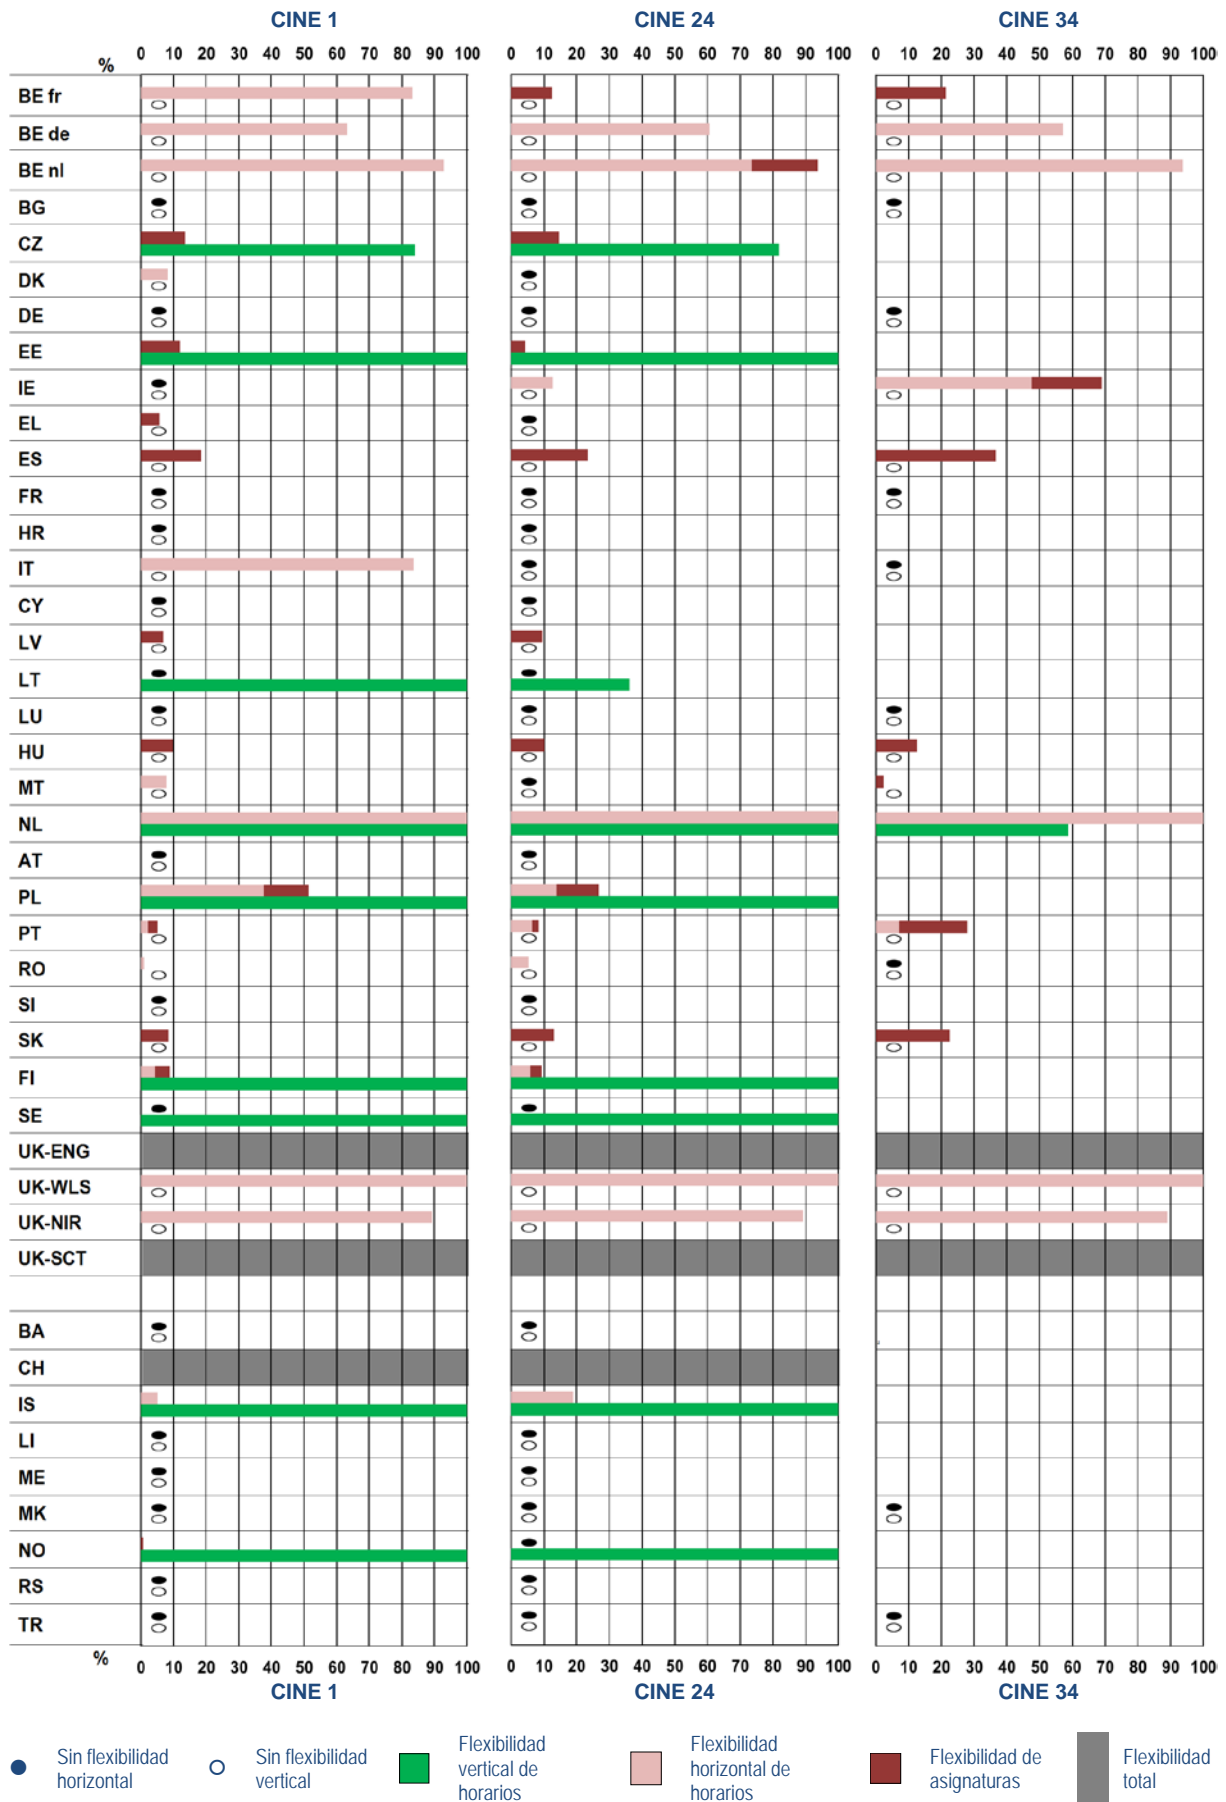 CINE 1 CINE 24 CINE 34
% 0 10 20 30 40 50 60 70 80 90 100 0 10 20 30 40 50 60 70 80 90 100 0 10 20 30 40 50 60 70 80 90 100
BE fr
BE de
BE nl
BG
CZ
DK
DE
EE
IE
EL
ES
FR
HR
IT
CY
LV
LT
LU
HU
MT
NL
AT
PL
PT
RO
SI
SK
FI
SE
UK-ENG
UK-WLS
UK-NIR
UK-SCT
BA
CH
IS
LI
ME
MK
NO
RS
TR
% 0 10 20 30 40 50 60 70 80 90 100 0 10 20 30 40 50 60 70 80 90 100 0 10 20 30 40 50 60 70 80 90 100
CINE 1 CINE 24 CINE 34
Sin flexibilidad
horizontal
Sin flexibilidad
vertical
Flexibilidad
vertical de
horarios
Flexibilidad
horizontal de
horarios
Flexibilidad de
asignaturas
Flexibilidad
total